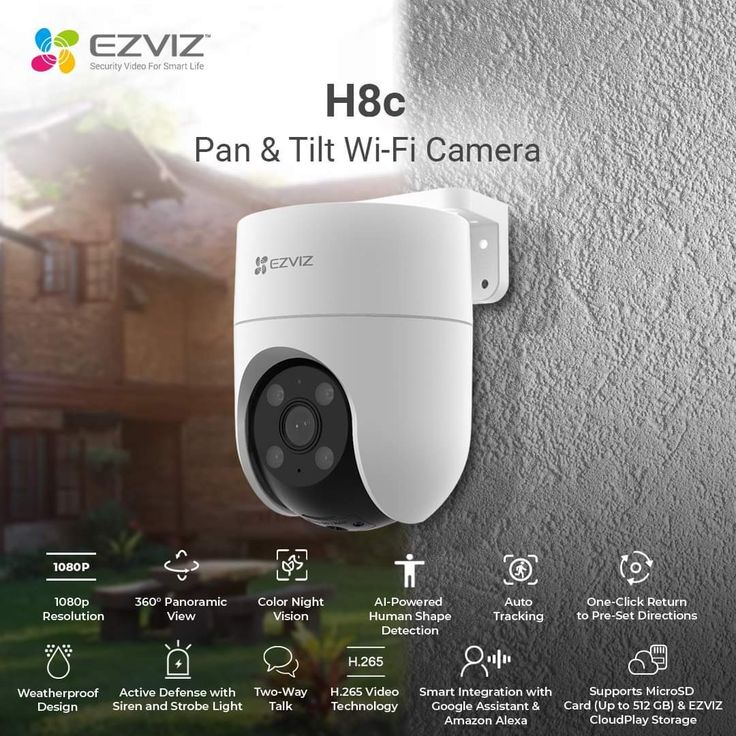 EZVIZ™
Security Video For Smart Life
H8c
Pan & Tilt Wi-Fi Camera
EZVIZ
1080P
1080p
Resolution
360° Panoramic
View
Color Night
Vision
AI-Powered
Human Shape
Detection
Auto
Tracking
One-Click Return
to Pre-Set Directions
Weatherproof
Design
Active Defense with
Siren and Strobe Light
Two-Way
Talk
H.265
H.265 Video
Technology
Smart Integration with
Google Assistant &
Amazon Alexa
Supports MicroSD
Card (Up to 512 GB) & EZVIZ
CloudPlay Storage